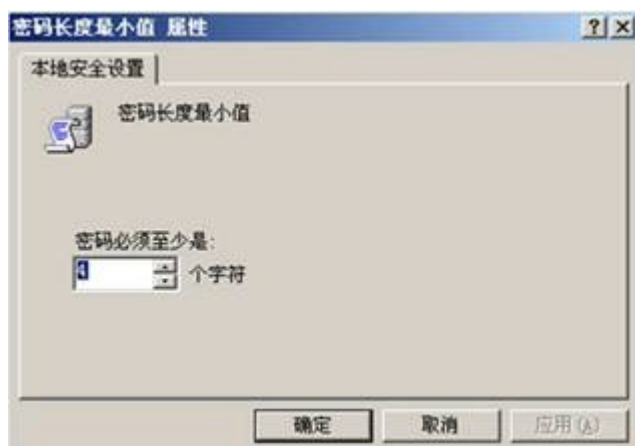 密码长度最小值 属性
本地安全设置
密码长度最小值
密码必须至少是:
个字符
确定 取消 应用(A)